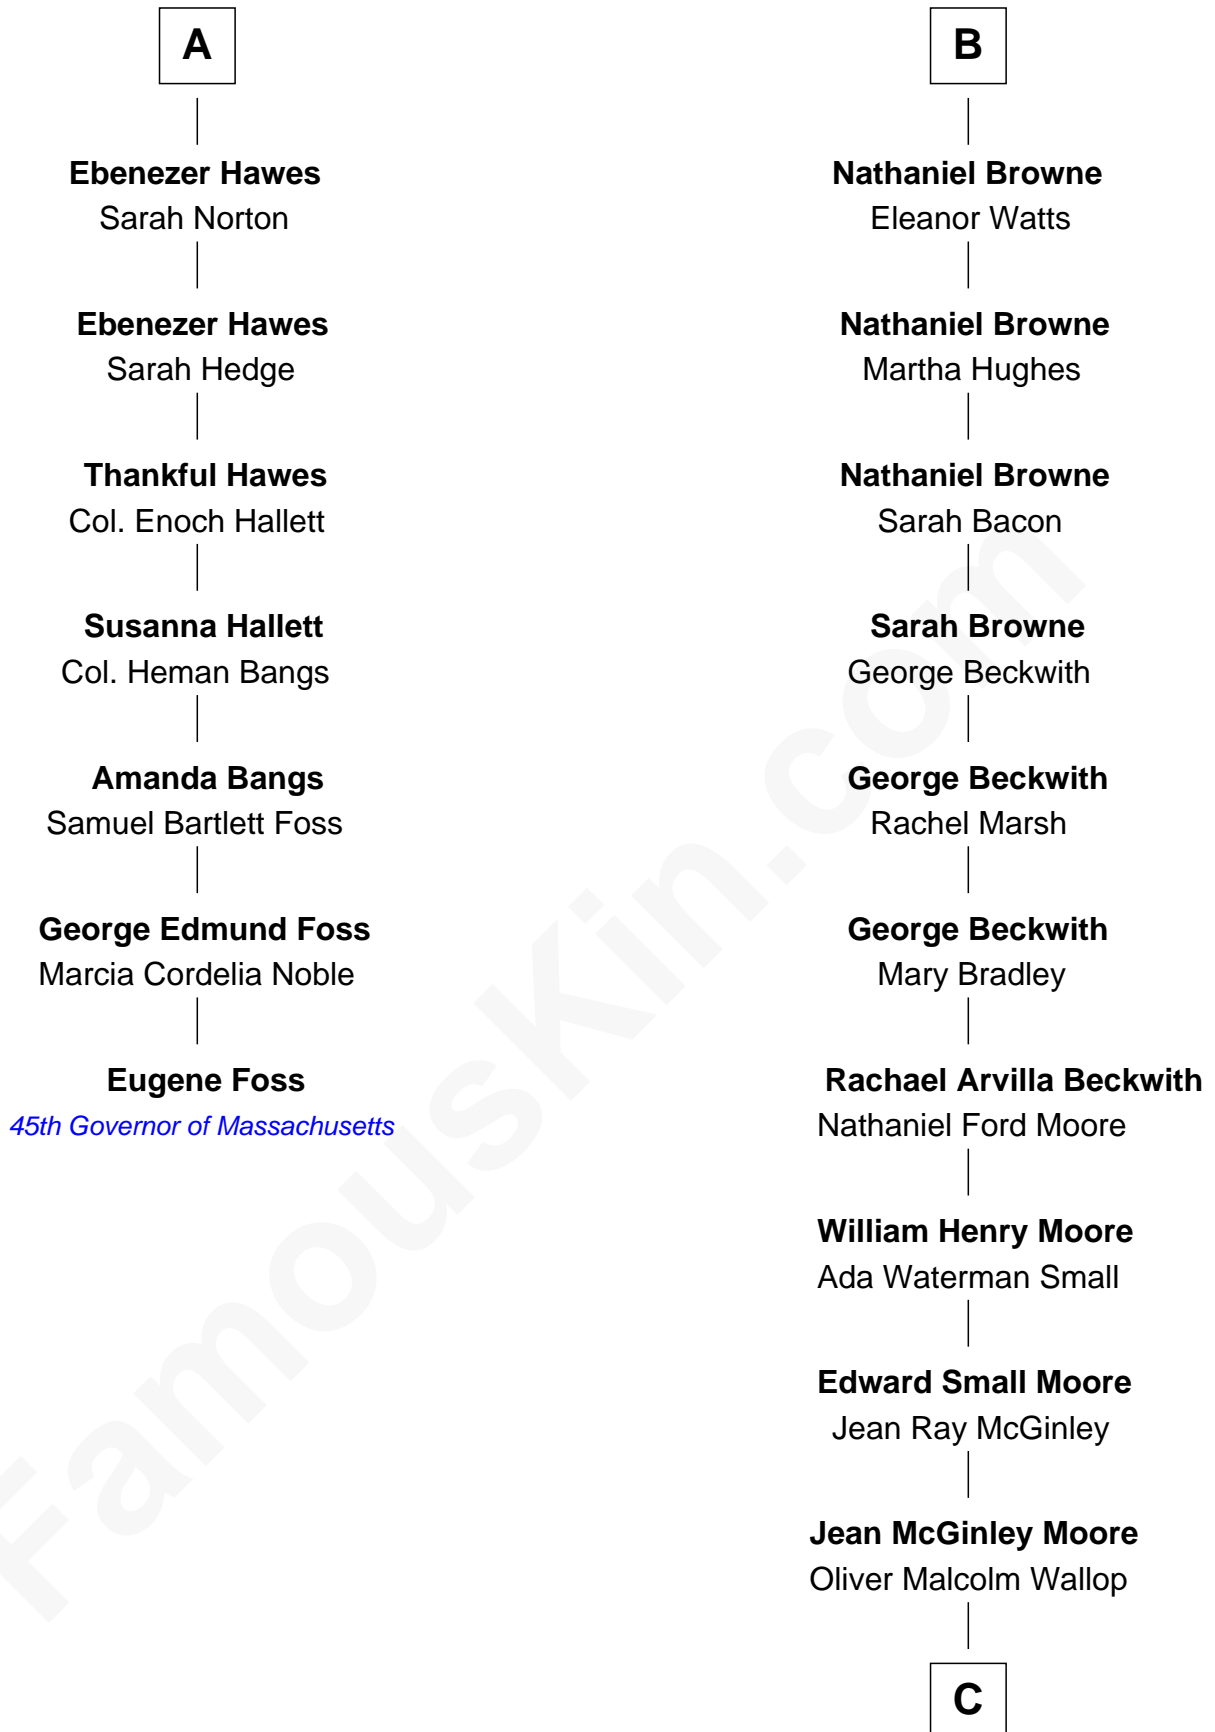 A
Ebenezer Hawes
Sarah Norton
Ebenezer Hawes
Sarah Hedge
Thankful Hawes
Col. Enoch Hallett
Susanna Hallett
Col. Heman Bangs
Amanda Bangs
Samuel Bartlett Foss
George Edmund Foss
Marcia Cordelia Noble
Eugene Foss
45th Governor of Massachusetts
B
Nathaniel Browne
Eleanor Watts
Nathaniel Browne
Martha Hughes
Nathaniel Browne
Sarah Bacon
Sarah Browne
George Beckwith
George Beckwith
Rachel Marsh
George Beckwith
Mary Bradley
Rachael Arvilla Beckwith
Nathaniel Ford Moore
William Henry Moore
Ada Waterman Small
Edward Small Moore
Jean Ray McGinley
Jean McGinley Moore
Oliver Malcolm Wallop
C
FamousKin.com